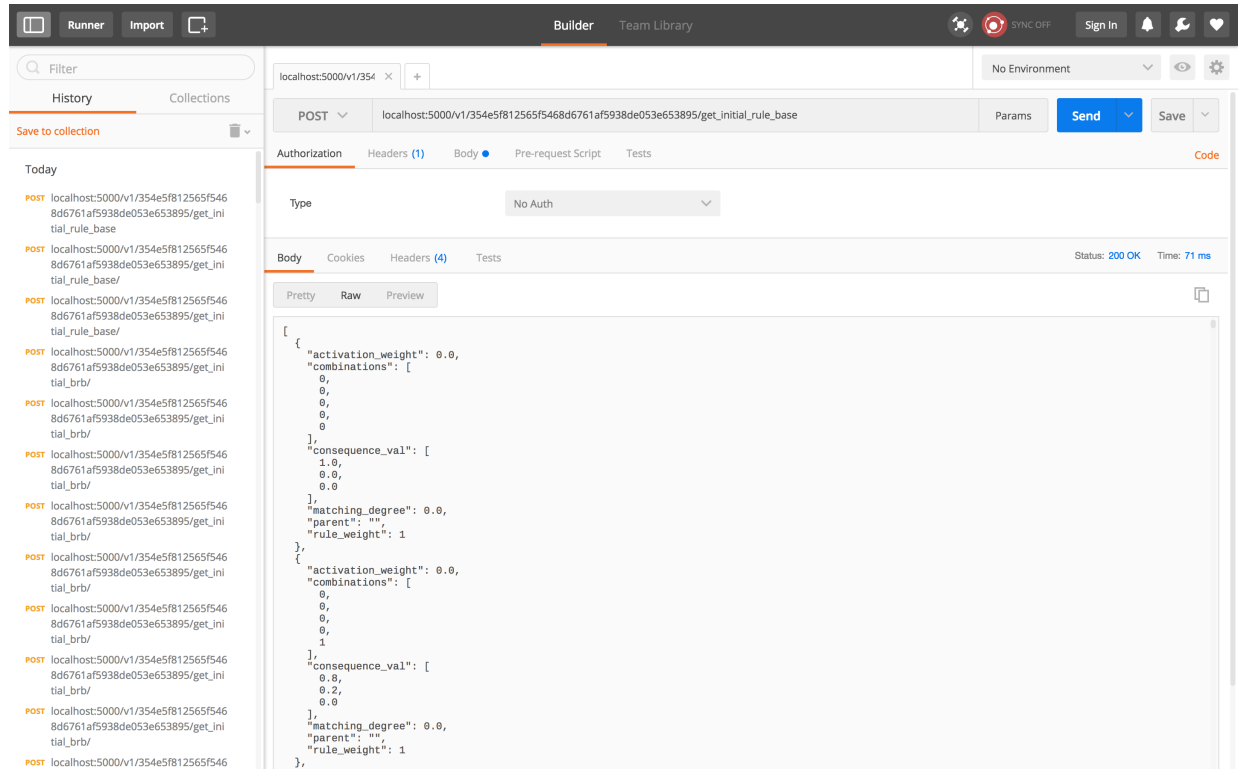 Runner
Import
Builder
Team Library
SYNC OFF
Sign In
Filter
History
Collections
Save to collection
Today
POST localhost:5000/v1/354e5f812565f546
8d6761af5938de053e653895/get_ini
tial_rule_base
POST localhost:5000/v1/354e5f812565f546
8d6761af5938de053e653895/get_ini
tial_rule_base/
POST localhost:5000/v1/354e5f812565f546
8d6761af5938de053e653895/get_ini
tial_rule_base/
POST localhost:5000/v1/354e5f812565f546
8d6761af5938de053e653895/get_ini
tial_brb/
POST localhost:5000/v1/354e5f812565f546
8d6761af5938de053e653895/get_ini
tial_brb/
POST localhost:5000/v1/354e5f812565f546
8d6761af5938de053e653895/get_ini
tial_brb/
POST localhost:5000/v1/354e5f812565f546
8d6761af5938de053e653895/get_ini
tial_brb/
POST localhost:5000/v1/354e5f812565f546
8d6761af5938de053e653895/get_ini
tial_brb/
POST localhost:5000/v1/354e5f812565f546
8d6761af5938de053e653895/get_ini
tial_brb/
POST localhost:5000/v1/354e5f812565f546
8d6761af5938de053e653895/get_ini
tial_brb/
POST localhost:5000/v1/354e5f812565f546
8d6761af5938de053e653895/get_ini
tial_brb/
POST localhost:5000/v1/354e5f812565f546
localhost:5000/v1/354
No Environment
POST localhost:5000/v1/354e5f812565f5468d6761af5938de053e653895/get_initial_rule_base Params Send Save
Authorization Headers (1) Body Pre-request Script Tests Code
Type No Auth
Body Cookies Headers (4) Tests Status: 200 OK Time: 71 ms
Pretty Raw Preview
[
  {
    "activation_weight": 0.0,
    "combinations": [
      0,
      0,
      0,
      0,
      0
    ],
    "consequence_val": [
      1.0,
      0.0,
      0.0
    ],
    "matching_degree": 0.0,
    "parent": "",
    "rule_weight": 1
  },
  {
    "activation_weight": 0.0,
    "combinations": [
      0,
      0,
      0,
      0,
      1
    ],
    "consequence_val": [
      0.8,
      0.2,
      0.0
    ],
    "matching_degree": 0.0,
    "parent": "",
    "rule_weight": 1
  },